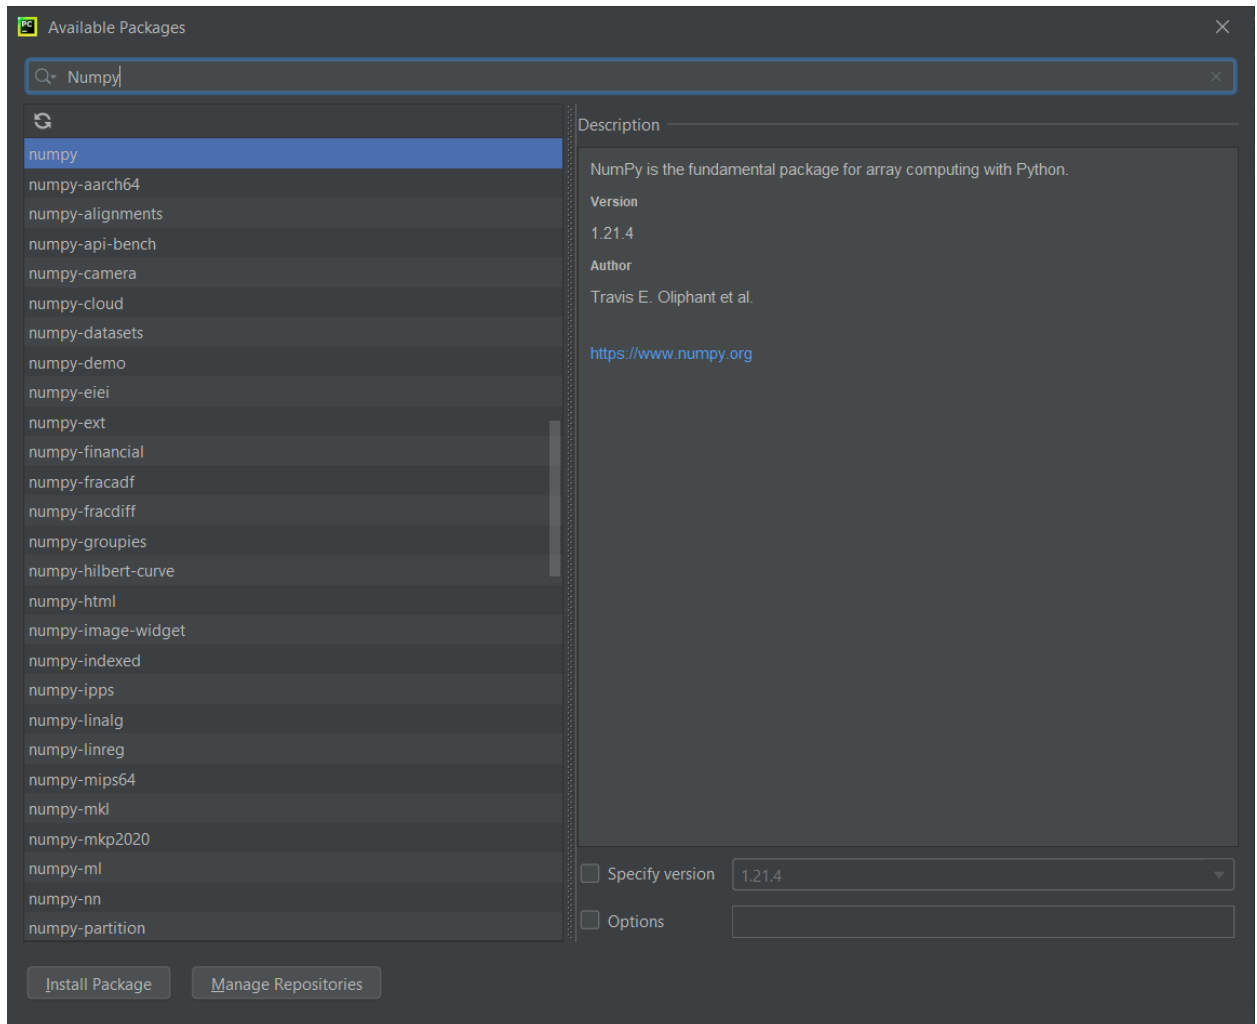 PC Available Packages
Numpy
numpy
numpy-aarch64
numpy-alignments
numpy-api-bench
numpy-camera
numpy-cloud
numpy-datasets
numpy-demo
numpy-eiei
numpy-ext
numpy-financial
numpy-fracadf
numpy-fracdiff
numpy-groupies
numpy-hilbert-curve
numpy-html
numpy-image-widget
numpy-indexed
numpy-ipps
numpy-linalg
numpy-linreg
numpy-mips64
numpy-mkl
numpy-mkp2020
numpy-ml
numpy-nn
numpy-partition
Description
NumPy is the fundamental package for array computing with Python.
Version
1.21.4
Author
Travis E. Oliphant et al.
https://www.numpy.org
Specify version 1.21.4
Options
Install Package Manage Repositories